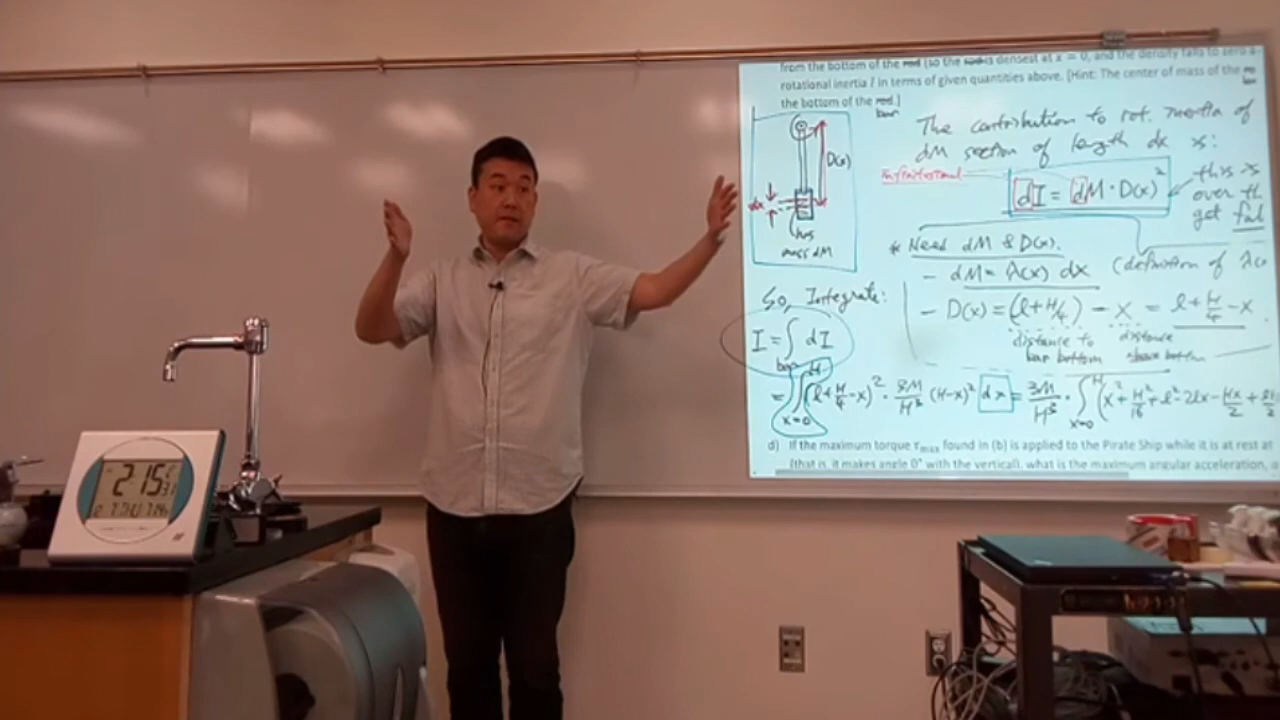 from the bottom of the rod (so the is densest at x = 0, and the density falls to zero a
rotational inertia I in terms of given quantities above. [Hint: The center of mass of the
the bottom of the rod.]
bar
The contribution to rot. inertia of
dM section of length dx is:
infinitesimal
dI = dM · D(x)²
this is
over th
get ful
D(x)
dx
has
mass dM
* Need dM & D(x).
- dM = λ(x) dx (definition of λ(x
- D(x) = (l + H/4) - x = l + H/4 - x.
distance to distance
bar bottom above bottom
So, Integrate:
I = ∫ dI
bar
= ∫ₓ₌₀ᴴ (l + H/4 - x)² · 3M/H³ (H-x)² dx = 3M/H³ · ∫ₓ₌₀ᴴ (x² + H²/16 + l² - 2lx - Hx/2 +
d) If the maximum torque τmax found in (b) is applied to the Pirate Ship while it is at rest at
(that is, it makes angle 0° with the vertical), what is the maximum angular acceleration,
2:15